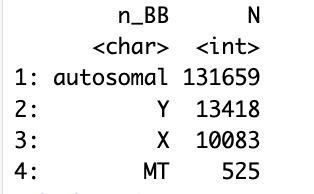 n_BB N
<char> <int>
1: autosomal 131659
2: Y 13418
3: X 10083
4: MT 525